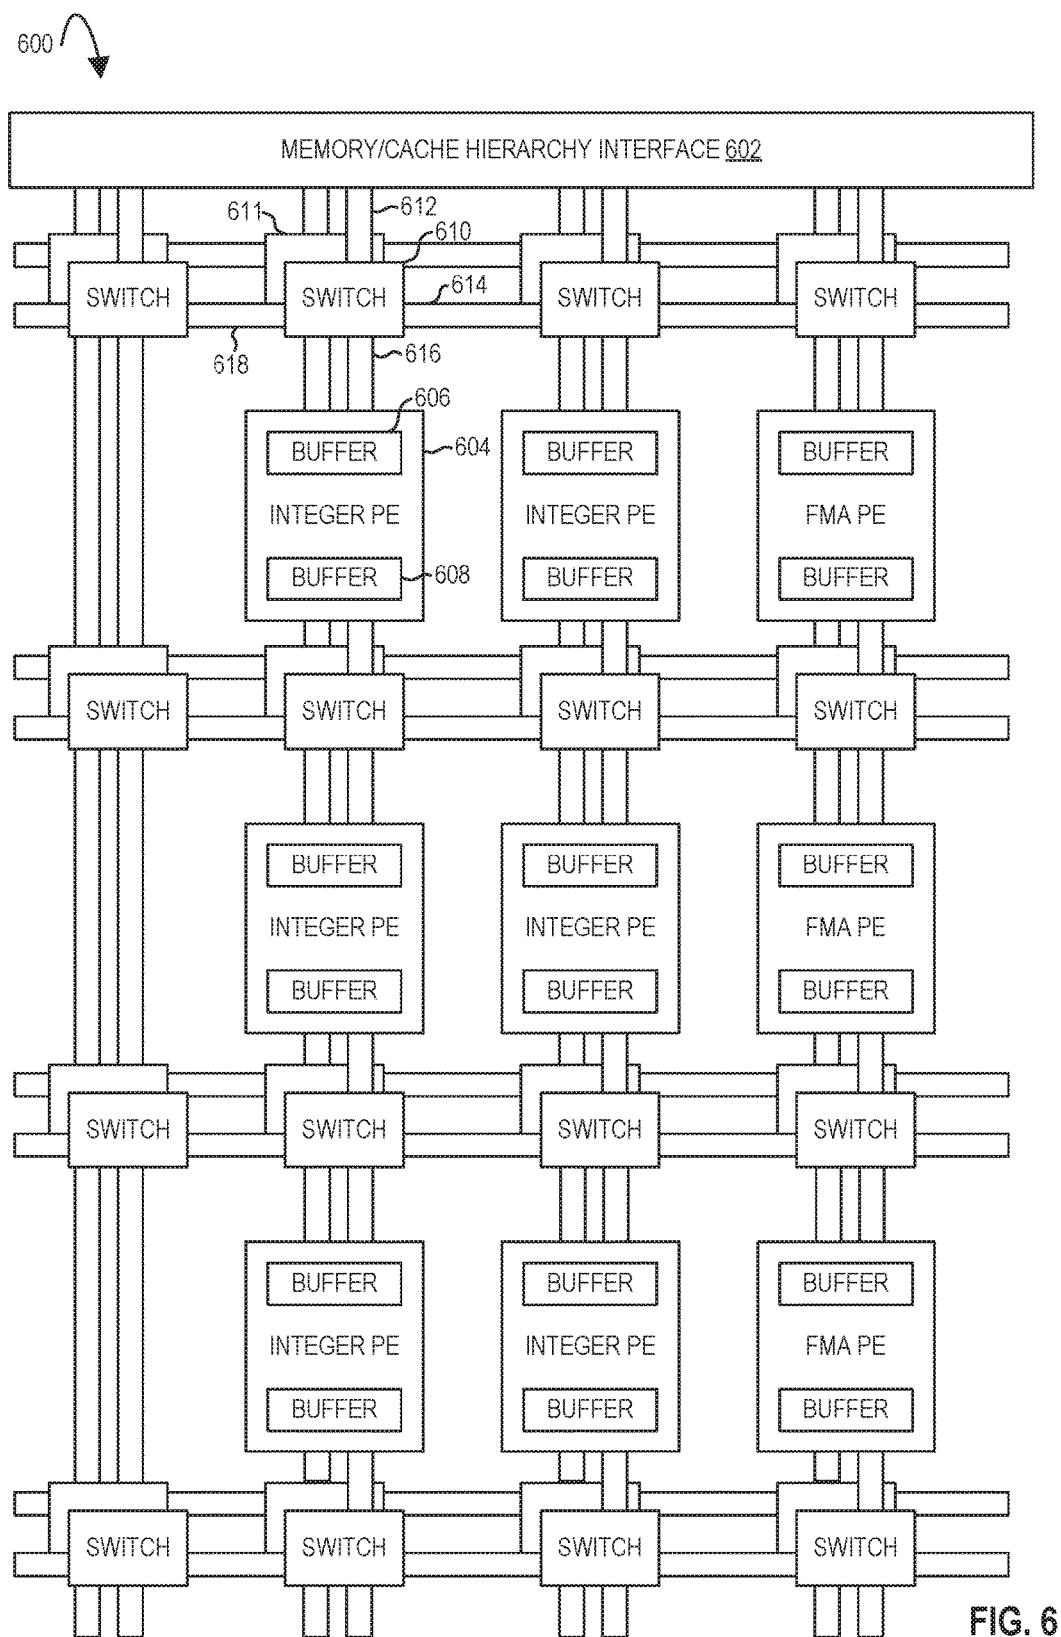 600
MEMORY/CACHE HIERARCHY INTERFACE 602
611
612
610
SWITCH SWITCH SWITCH SWITCH
614
618
616
606
BUFFER BUFFER BUFFER
604
INTEGER PE INTEGER PE FMA PE
BUFFER 608 BUFFER BUFFER
SWITCH SWITCH SWITCH SWITCH
BUFFER BUFFER BUFFER
INTEGER PE INTEGER PE FMA PE
BUFFER BUFFER BUFFER
SWITCH SWITCH SWITCH SWITCH
BUFFER BUFFER BUFFER
INTEGER PE INTEGER PE FMA PE
BUFFER BUFFER BUFFER
SWITCH SWITCH SWITCH SWITCH
FIG. 6